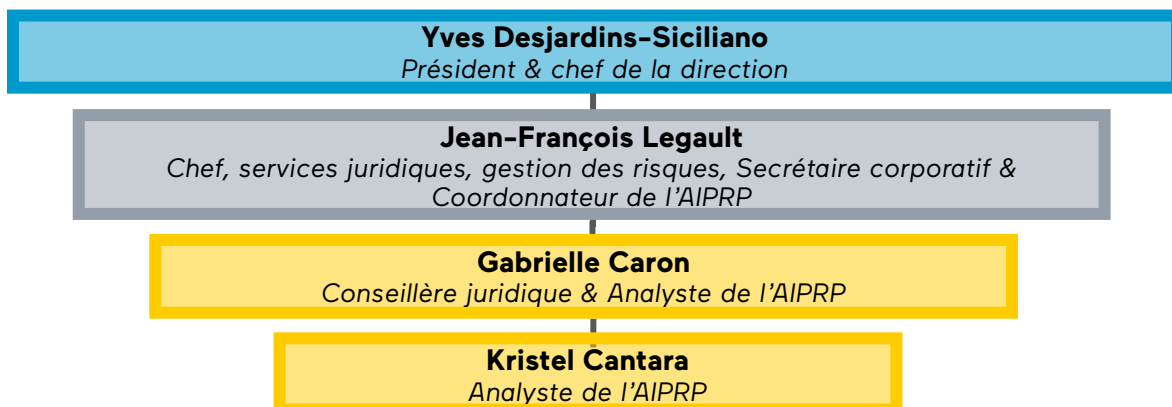 Yves Desjardins-Siciliano
Président & chef de la direction
Jean-François Legault
Chef, services juridiques, gestion des risques, Secrétaire corporatif &
Coordonnateur de l'AIPRP
Gabrielle Caron
Conseillère juridique & Analyste de l'AIPRP
Kristel Cantara
Analyste de l'AIPRP